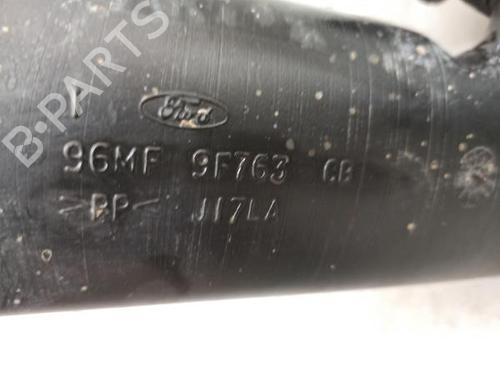 Ford
96MF 9F763 CB
>PP< J17LA
B-PARTS